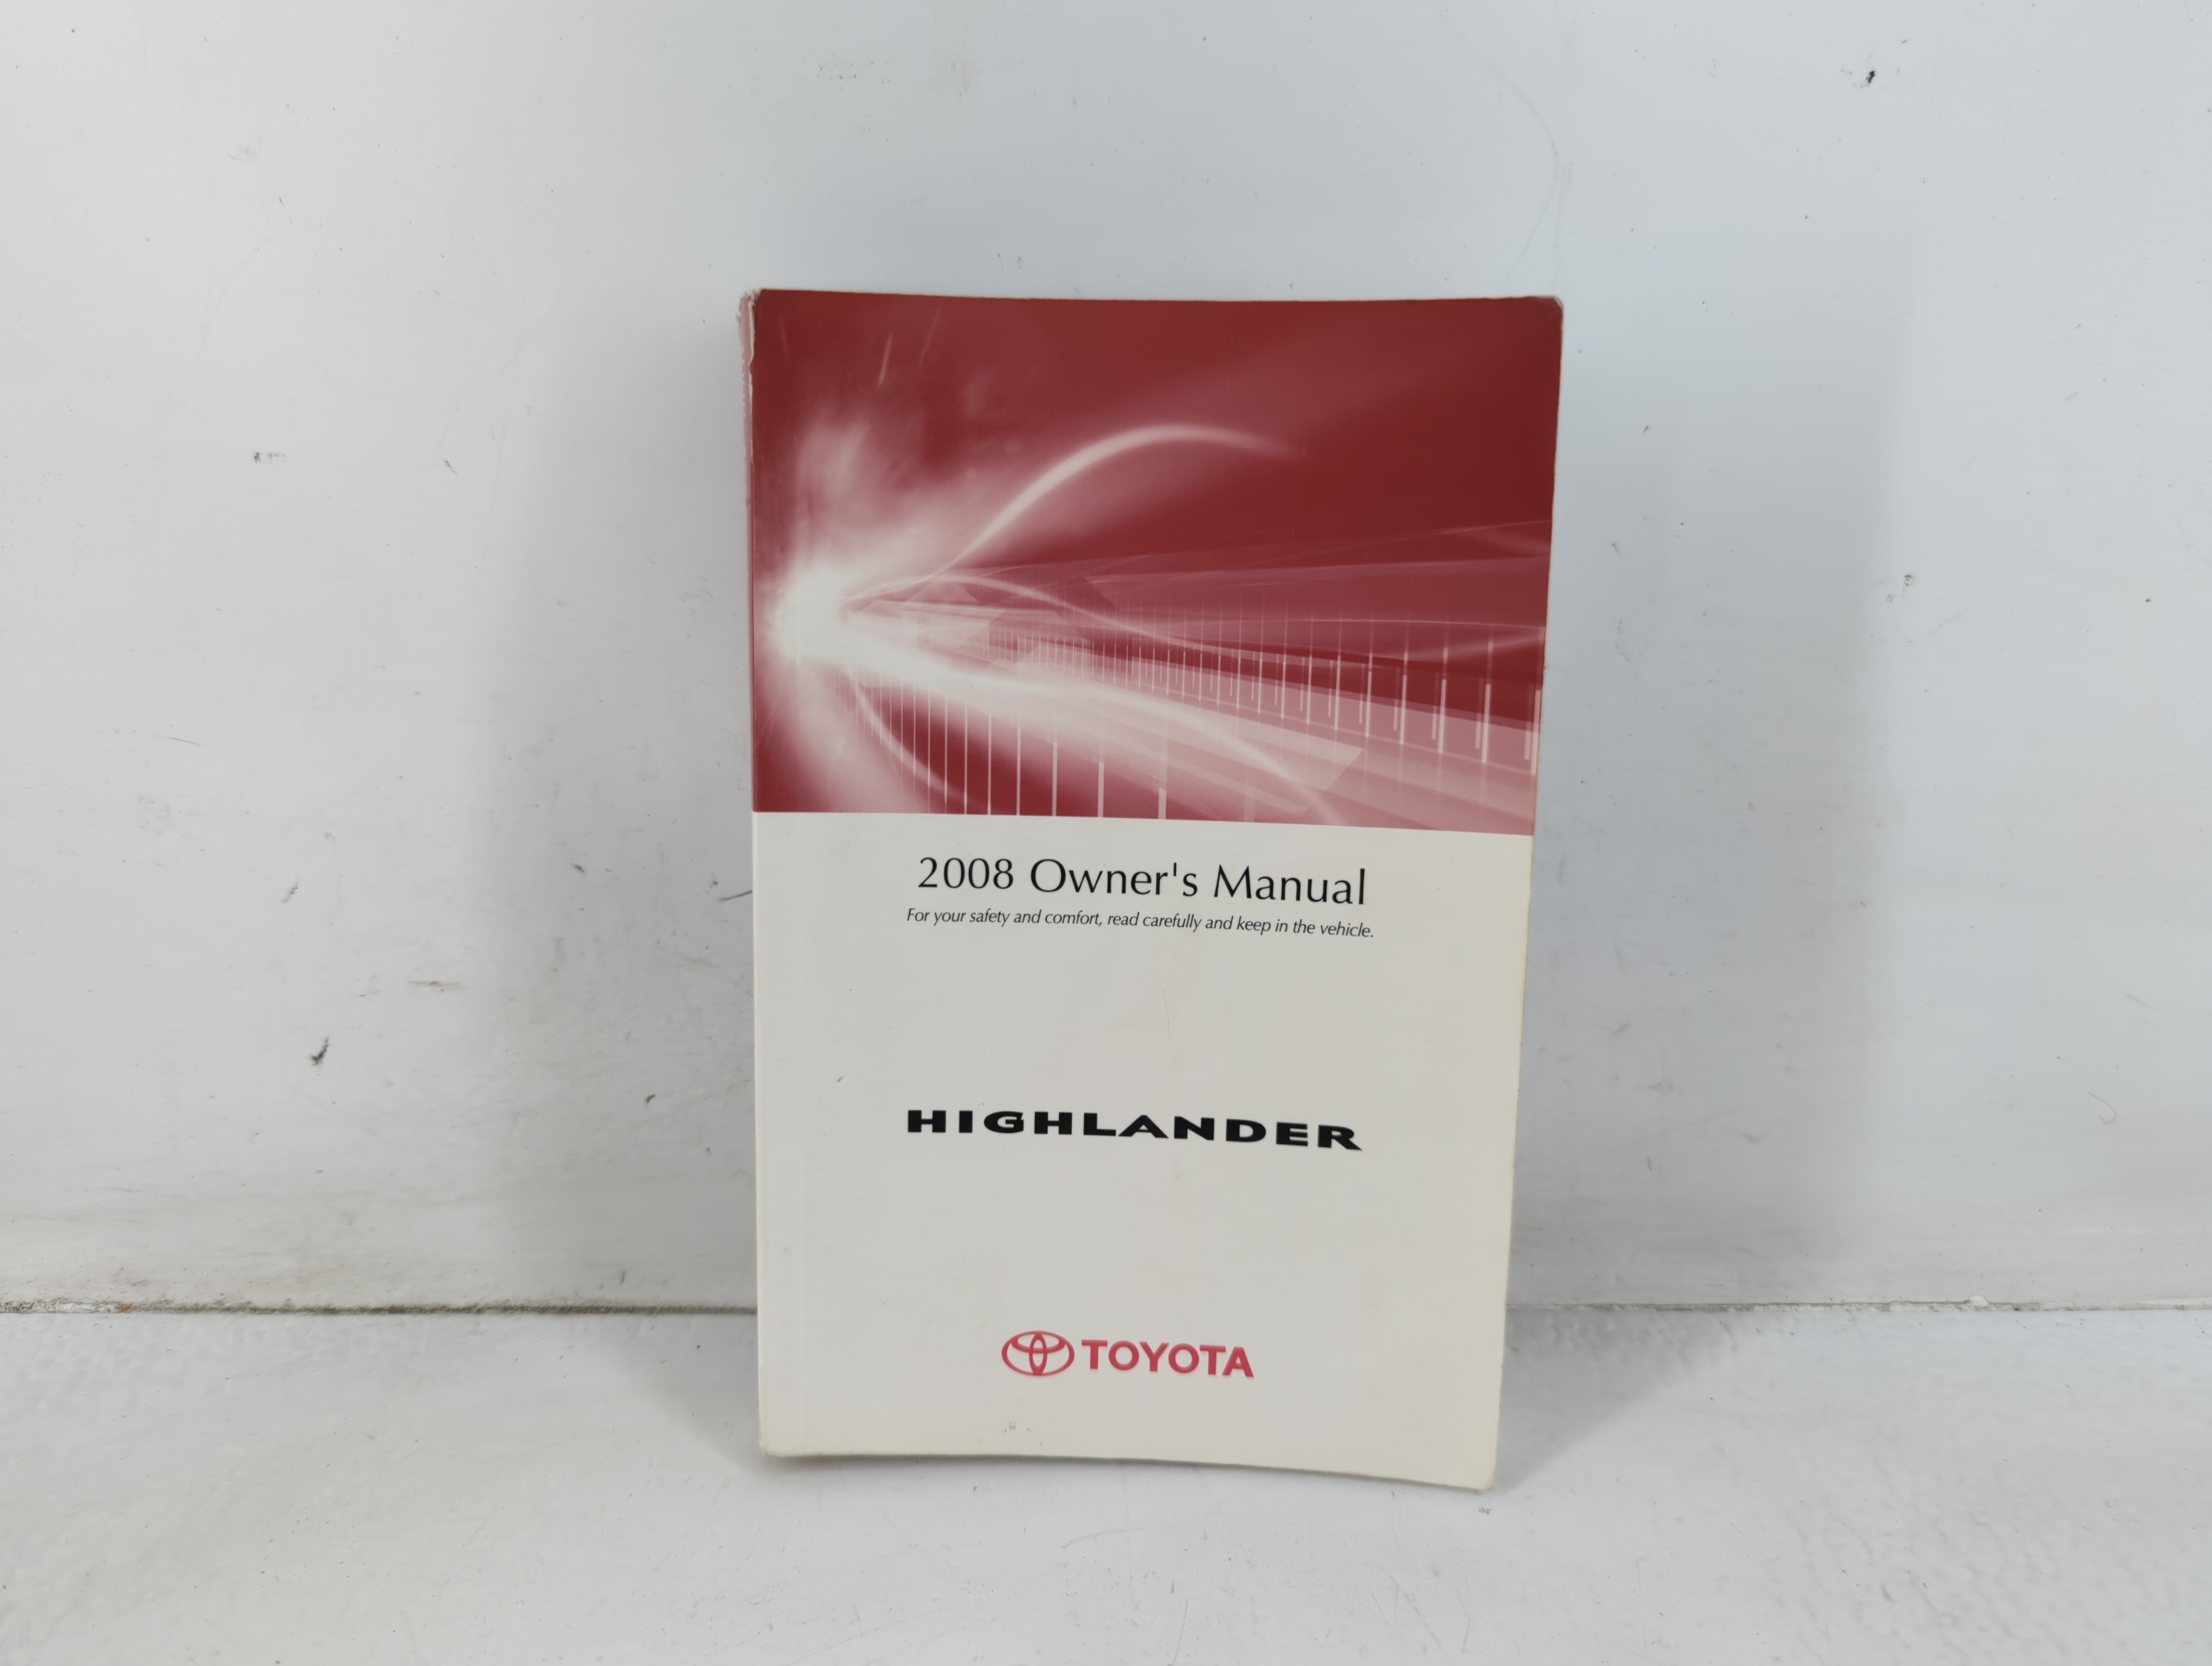 2008 Owner's Manual
For your safety and comfort, read carefully and keep in the vehicle.
HIGHLANDER
TOYOTA